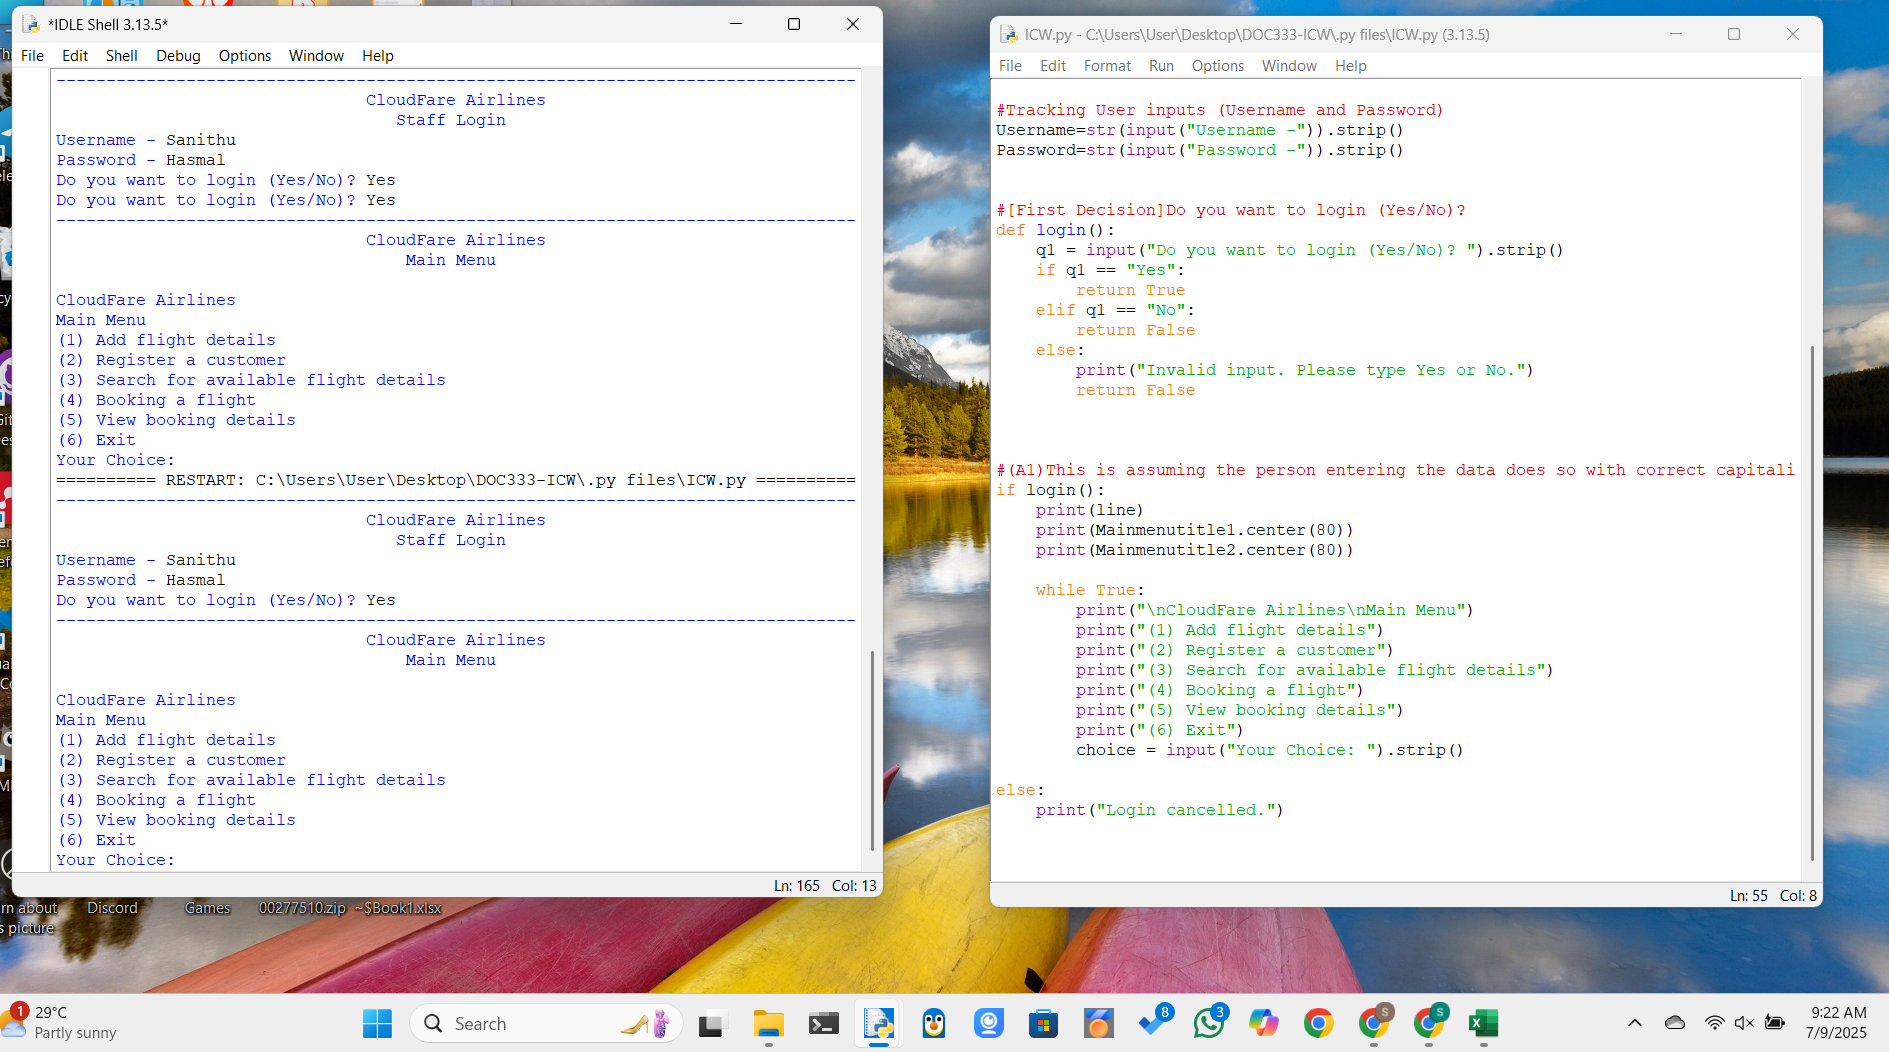 *IDLE Shell 3.13.5*
File Edit Shell Debug Options Window Help
--------------------------------------------------------------------------------
CloudFare Airlines
Staff Login
Username - Sanithu
Password - Hasmal
Do you want to login (Yes/No)? Yes
Do you want to login (Yes/No)? Yes
--------------------------------------------------------------------------------
CloudFare Airlines
Main Menu
CloudFare Airlines
Main Menu
(1) Add flight details
(2) Register a customer
(3) Search for available flight details
(4) Booking a flight
(5) View booking details
(6) Exit
Your Choice:
========== RESTART: C:\Users\User\Desktop\DOC333-ICW\.py files\ICW.py ==========
--------------------------------------------------------------------------------
CloudFare Airlines
Staff Login
Username - Sanithu
Password - Hasmal
Do you want to login (Yes/No)? Yes
--------------------------------------------------------------------------------
CloudFare Airlines
Main Menu
CloudFare Airlines
Main Menu
(1) Add flight details
(2) Register a customer
(3) Search for available flight details
(4) Booking a flight
(5) View booking details
(6) Exit
Your Choice:
Ln: 165 Col: 13
ICW.py - C:\Users\User\Desktop\DOC333-ICW\.py files\ICW.py (3.13.5)
File Edit Format Run Options Window Help
#Tracking User inputs (Username and Password)
Username=str(input("Username -")).strip()
Password=str(input("Password -")).strip()
#[First Decision]Do you want to login (Yes/No)?
def login():
    q1 = input("Do you want to login (Yes/No)? ").strip()
    if q1 == "Yes":
        return True
    elif q1 == "No":
        return False
    else:
        print("Invalid input. Please type Yes or No.")
        return False
#(A1)This is assuming the person entering the data does so with correct capitali
if login():
    print(line)
    print(Mainmenutitle1.center(80))
    print(Mainmenutitle2.center(80))
    while True:
        print("\nCloudFare Airlines\nMain Menu")
        print("(1) Add flight details")
        print("(2) Register a customer")
        print("(3) Search for available flight details")
        print("(4) Booking a flight")
        print("(5) View booking details")
        print("(6) Exit")
        choice = input("Your Choice: ").strip()
else:
    print("Login cancelled.")
Ln: 55 Col: 8
rn about Discord Games 00277510.zip ~$Book1.xlsx
s picture
1 29°C
Partly sunny
Search
8
3
S
S
9:22 AM
7/9/2025